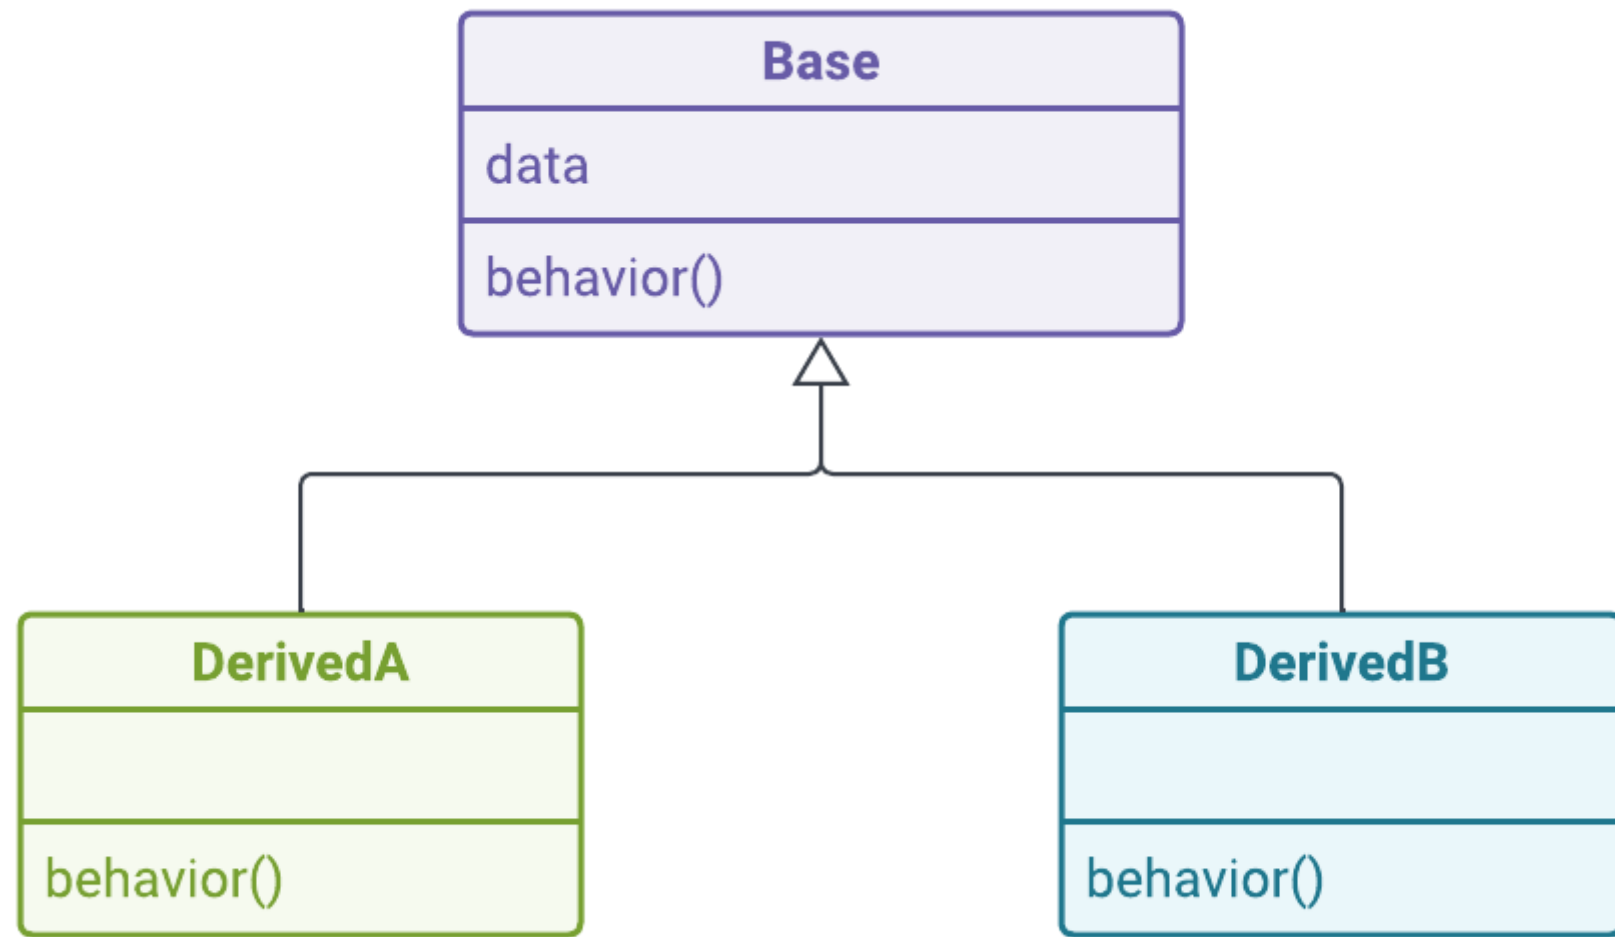 Base
data
behavior()
DerivedA
DerivedB
behavior()
behavior()